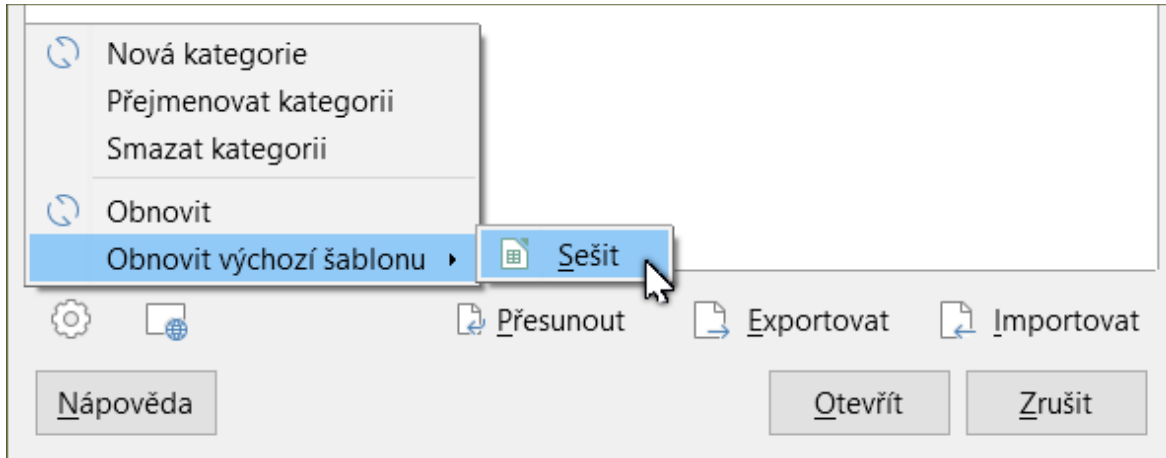 Nová kategorie
Přejmenovat kategorii
Smazat kategorii
Obnovit
Obnovit výchozí šablonu
Sešit
Přesunout
Exportovat
Importovat
Nápověda
Otevřít
Zrušit